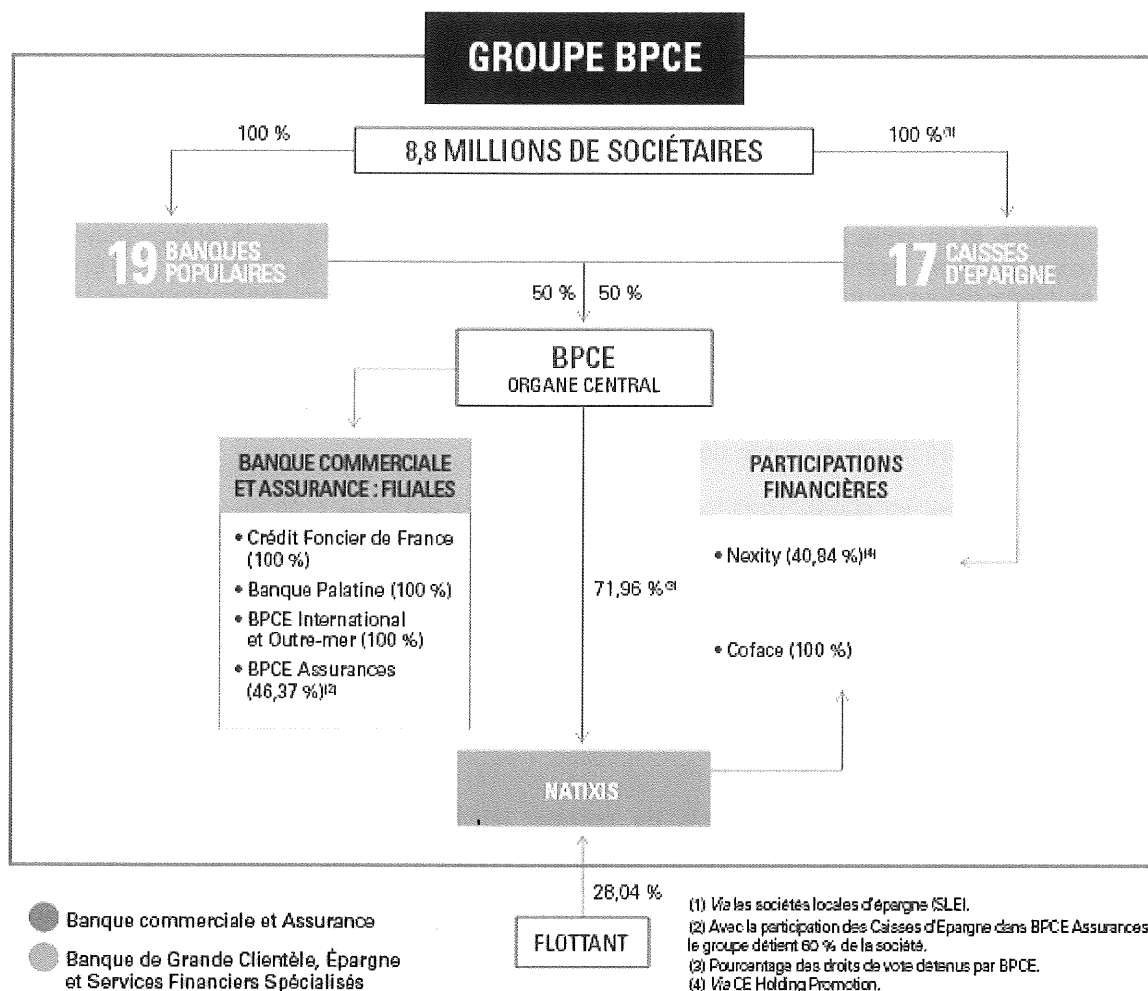 GROUPE BPCE
100 %
8,8 MILLIONS DE SOCIÉTAIRES
100 %(1)
19 BANQUES
POPULAIRES
17 CAISSES
D'EPARGNE
50 % 50 %
BPCE
ORGANE CENTRAL
BANQUE COMMERCIALE
ET ASSURANCE : FILIALES
• Crédit Foncier de France
(100 %)
• Banque Palatine (100 %)
• BPCE International
et Outre-mer (100 %)
• BPCE Assurances
(46,37 %)(2)
71,96 %(3)
PARTICIPATIONS
FINANCIÈRES
• Nexity (40,84 %)(4)
• Coface (100 %)
NATIXIS
28,04 %
FLOTTANT
Banque commerciale et Assurance
Banque de Grande Clientèle, Épargne
et Services Financiers Spécialisés
(1) Via les sociétés locales d'épargne (SLE).
(2) Avec la participation des Caisses d'Epargne dans BPCE Assurances
le groupe détient 60 % de la société.
(3) Pourcentage des droits de vote détenus par BPCE.
(4) Via CE Holding Promotion.